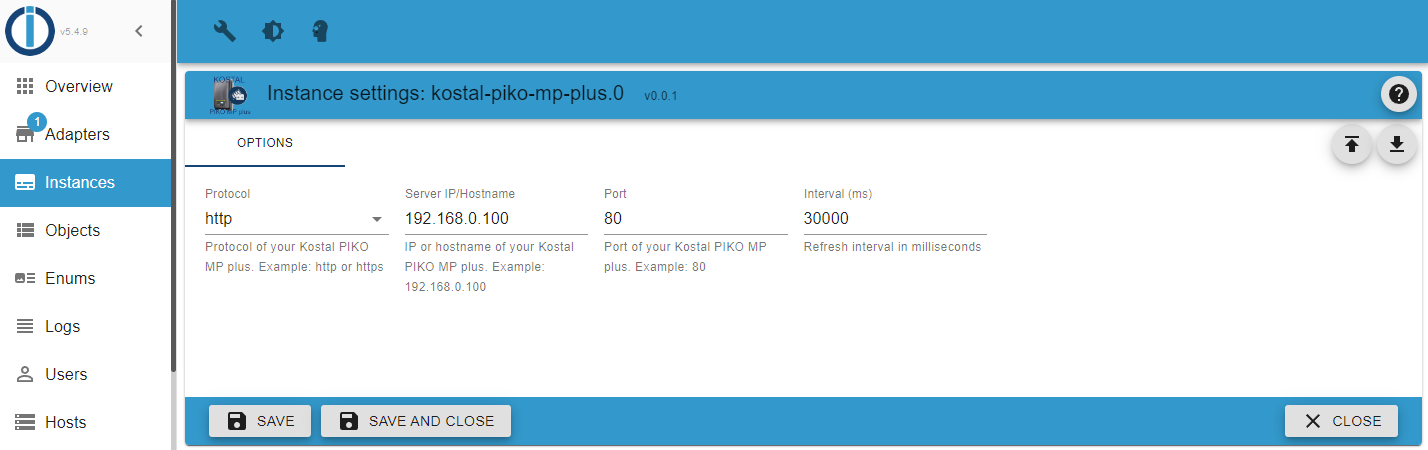 v5.4.9
Overview
1
Adapters
Instances
Objects
Enums
Logs
Users
Hosts
KOSTAL
PIKO MP plus
Instance settings: kostal-piko-mp-plus.0 v0.0.1
OPTIONS
Protocol
http
Protocol of your Kostal PIKO
MP plus. Example: http or https
Server IP/Hostname
192.168.0.100
IP or hostname of your Kostal
PIKO MP plus. Example:
192.168.0.100
Port
80
Port of your Kostal PIKO MP
plus. Example: 80
Interval (ms)
30000
Refresh interval in milliseconds
SAVE
SAVE AND CLOSE
CLOSE